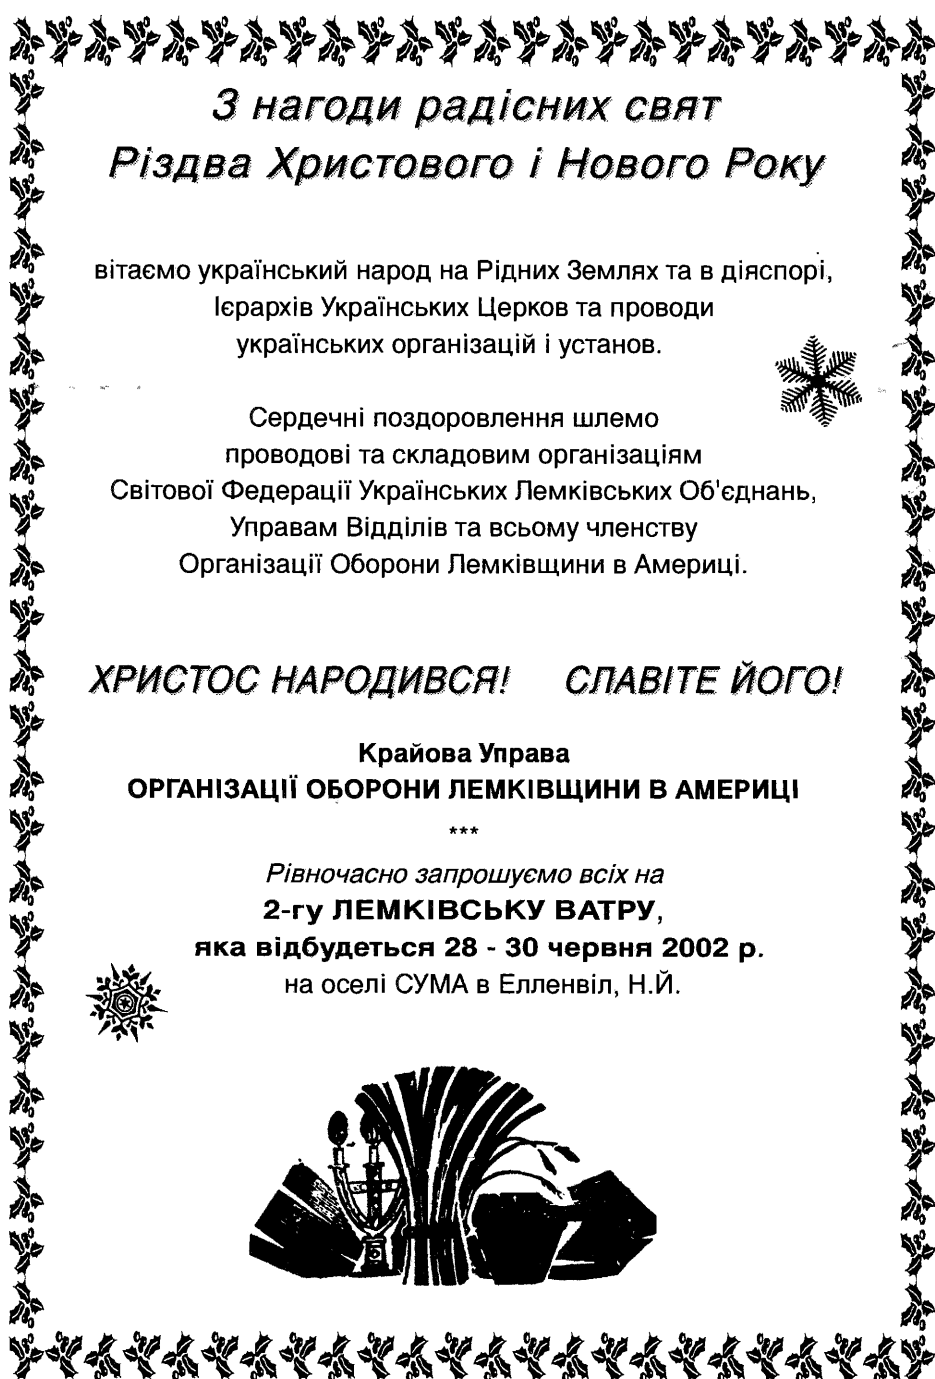 З нагоди радісних свят
Різдва Христового і Нового Року
вітаємо український народ на Рідних Землях та в діяспорі,
Ієрархів Українських Церков та проводи
українських організацій і установ.
Сердечні поздоровлення шлемо
проводові та складовим організаціям
Світової Федерації Українських Лемківських Об'єднань,
Управам Відділів та всьому членству
Організації Оборони Лемківщини в Америці.
ХРИСТОС НАРОДИВСЯ! СЛАВІТЕ ЙОГО!
Крайова Управа
ОРГАНІЗАЦІЇ ОБОРОНИ ЛЕМКІВЩИНИ В АМЕРИЦІ
***
Рівночасно запрошуємо всіх на
2-гу ЛЕМКІВСЬКУ ВАТРУ,
яка відбудеться 28 - 30 червня 2002 р.
на оселі СУМА в Елленвіл, Н.Й.